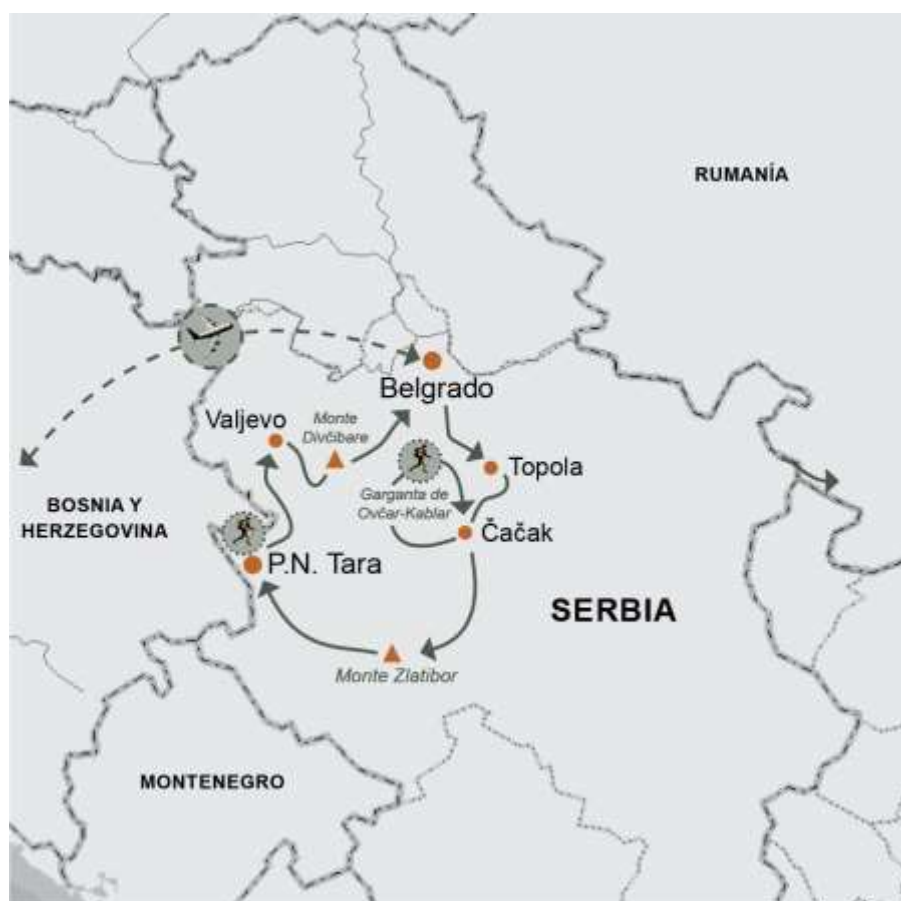 RUMANÍA
Belgrado
Valjevo
Monte
Divčibare
Topola
Garganta de
Ovčar-Kablar
BOSNIA Y
HERZEGOVINA
Čačak
P.N. Tara
SERBIA
Monte Zlatibor
MONTENEGRO